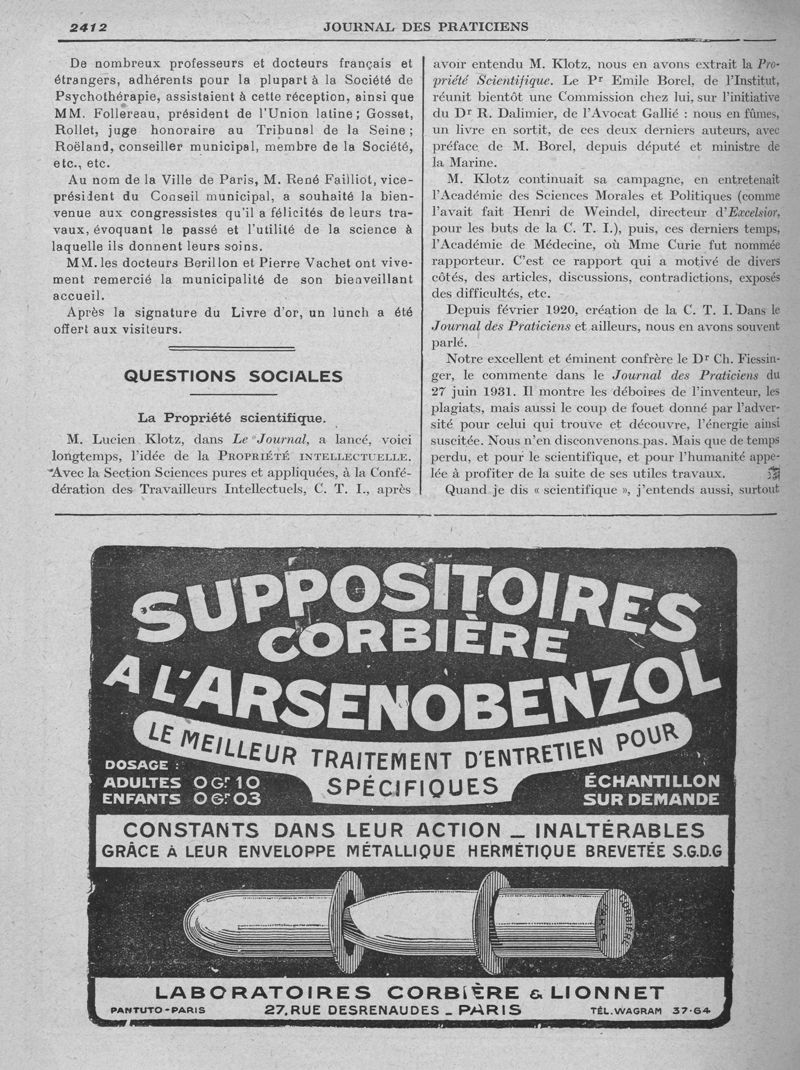 2412
JOURNAL DES PRATICIENS
De nombreux professeurs et docteurs français et
étrangers, adhérents pour la plupart à la Société de
Psychothérapie, assistaient à cette réception, ainsi que
MM. Follereau, président de l'Union latine; Gosset,
Rollet, juge honoraire au Tribunal de la Seine;
Roëland, conseiller municipal, membre de la Société,
etc., etc.
Au nom de la Ville de Paris, M. René Failliot, vice-
président du Conseil municipal, a souhaité la bien-
venue aux congressistes qu'il a félicités de leurs tra-
vaux, évoquant le passé et l'utilité de la science à
laquelle ils donnent leurs soins.
MM. les docteurs Berillon et Pierre Vachet ont vive-
ment remercié la municipalité de son bienveillant
accueil.
Après la signature du Livre d'or, un lunch a été
offert aux visiteurs.
QUESTIONS SOCIALES
La Propriété scientifique.
M. Lucien Klotz, dans Le Journal, a lancé, voici
longtemps, l'idée de la PROPRIÉTÉ INTELLECTUELLE.
Avec la Section Sciences pures et appliquées, à la Confé-
dération des Travailleurs Intellectuels, C. T. I., après
avoir entendu M. Klotz, nous en avons extrait la Pro-
priété Scientifique. Le Pr Emile Borel, de l'Institut,
réunit bientôt une Commission chez lui, sur l'initiative
du Dr R. Dalimier, de l'Avocat Gallié : nous en fûmes,
un livre en sortit, de ces deux derniers auteurs, avec
préface de M. Borel, depuis député et ministre de
la Marine.
M. Klotz continuait sa campagne, en entretenait
l'Académie des Sciences Morales et Politiques (comme
l'avait fait Henri de Weindel, directeur d'Excelsior,
pour les buts de la C. T. I.), puis, ces derniers temps,
l'Académie de Médecine, où Mme Curie fut nommée
rapporteur. C'est ce rapport qui a motivé de divers
côtés, des articles, discussions, contradictions, exposés
des difficultés, etc.
Depuis février 1920, création de la C. T. I. Dans le
Journal des Praticiens et ailleurs, nous en avons souvent
parlé.
Notre excellent et éminent confrère le Dr Ch. Fiessin-
ger, le commente dans le Journal des Praticiens du
27 juin 1931. Il montre les déboires de l'inventeur, les
plagiats, mais aussi le coup de fouet donné par l'adver-
sité pour celui qui trouve et découvre, l'énergie ainsi
suscitée. Nous n'en disconvenons pas. Mais que de temps
perdu, et pour le scientifique, et pour l'humanité appe-
lée à profiter de la suite de ses utiles travaux.
Quand je dis « scientifique », j'entends aussi, surtout
SUPPOSITOIRES
CORBIÈRE
A L'ARSENOBENZOL
LE MEILLEUR TRAITEMENT D'ENTRETIEN POUR
SPÉCIFIQUES
DOSAGE :
ADULTES 0 Gr 10
ENFANTS 0 Gr 03
ÉCHANTILLON
SUR DEMANDE
CONSTANTS DANS LEUR ACTION _ INALTÉRABLES
GRÂCE A LEUR ENVELOPPE MÉTALLIQUE HERMÉTIQUE BREVETÉE S.G.D.G
CORBIÈRE
PARIS
LABORATOIRES CORBIÈRE & LIONNET
PANTUTO-PARIS
27, RUE DESRENAUDES _ PARIS
TÉL. WAGRAM 37-64